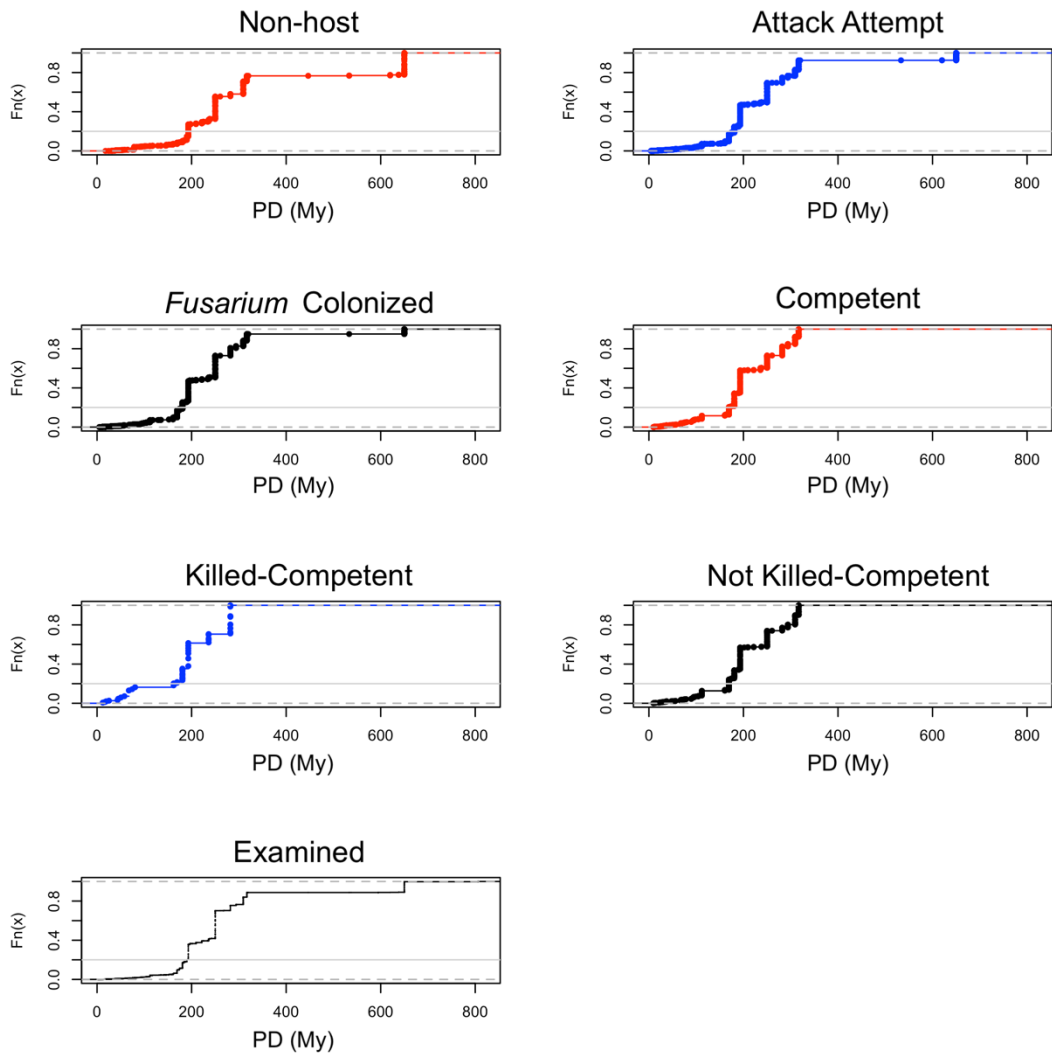 Non-host
Fn(x)
0.0 0.4 0.8
0 200 400 600 800
PD (My)
Attack Attempt
Fn(x)
0.0 0.4 0.8
0 200 400 600 800
PD (My)
Fusarium Colonized
Fn(x)
0.0 0.4 0.8
0 200 400 600 800
PD (My)
Competent
Fn(x)
0.0 0.4 0.8
0 200 400 600 800
PD (My)
Killed-Competent
Fn(x)
0.0 0.4 0.8
0 200 400 600 800
PD (My)
Not Killed-Competent
Fn(x)
0.0 0.4 0.8
0 200 400 600 800
PD (My)
Examined
Fn(x)
0.0 0.4 0.8
0 200 400 600 800
PD (My)